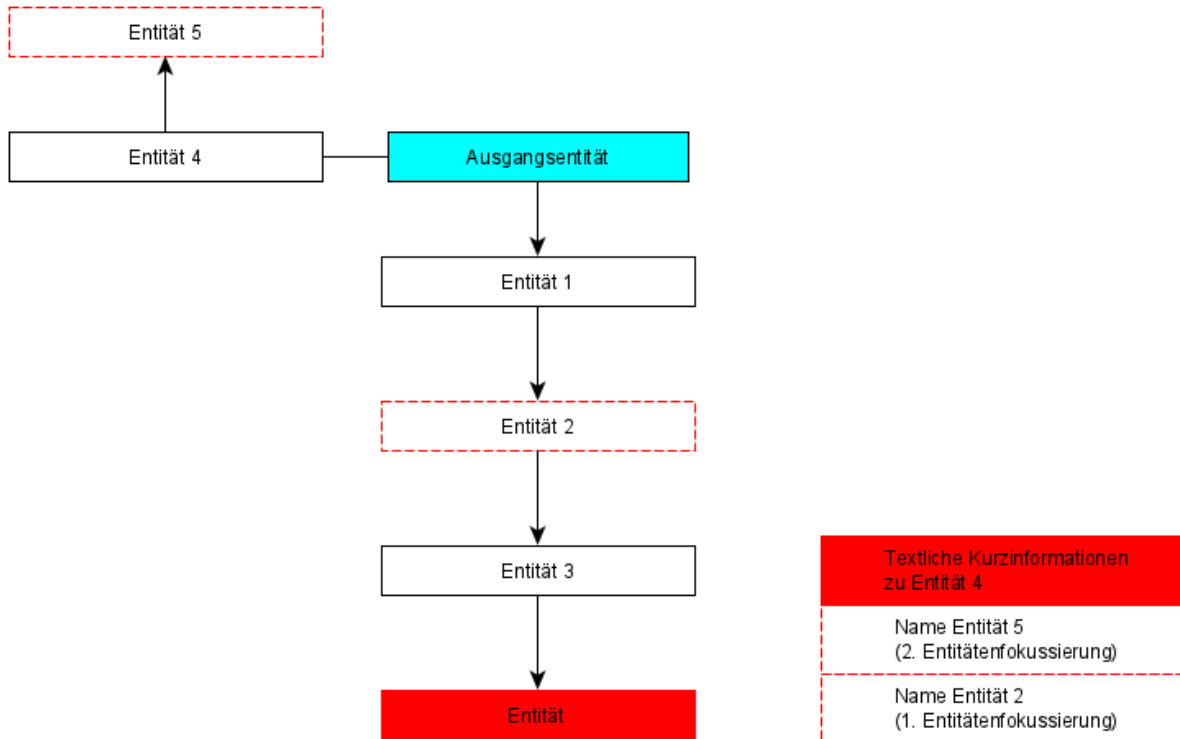 Entität 5
Entität 4
Ausgangsentität
Entität 1
Entität 2
Entität 3
Entität
Textliche Kurzinformationen
zu Entität 4
Name Entität 5
(2. Entitätenfokussierung)
Name Entität 2
(1. Entitätenfokussierung)